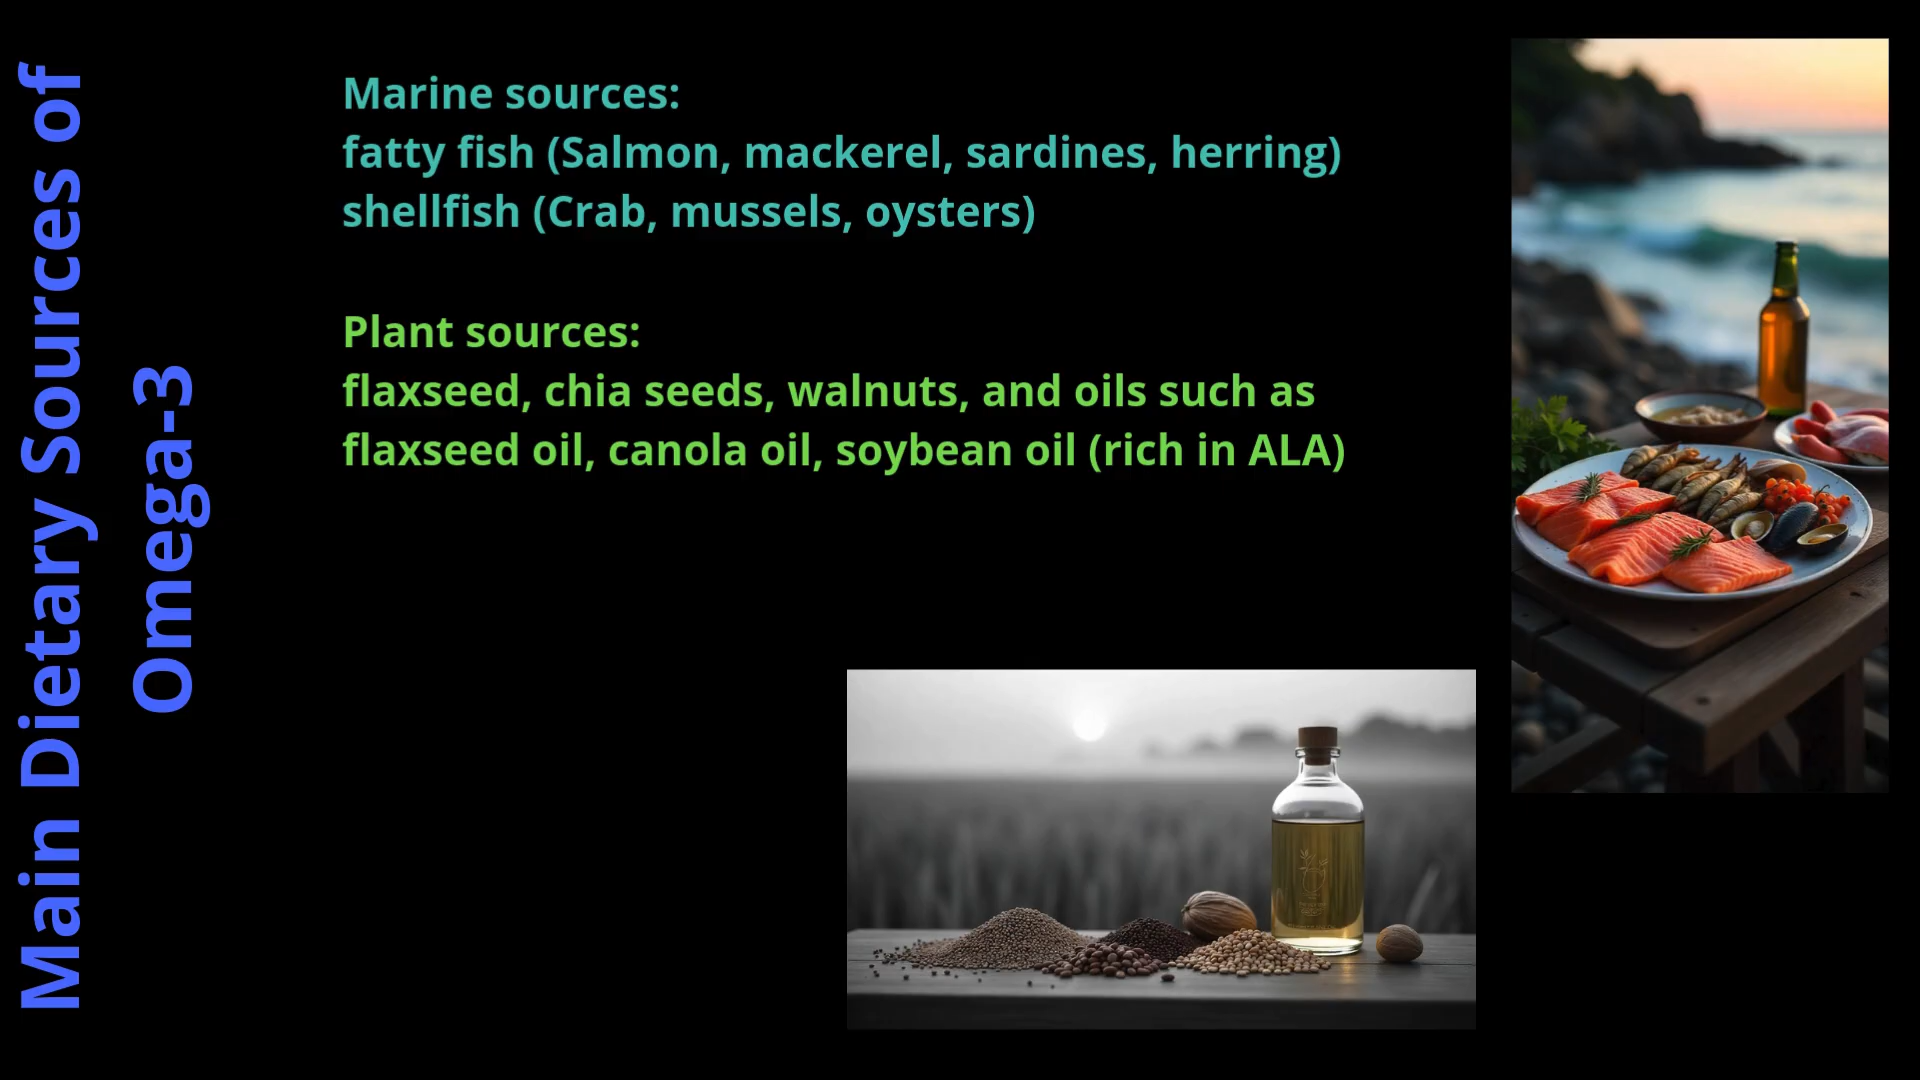 Main Dietary Sources of
Omega-3
Marine sources:
fatty fish (Salmon, mackerel, sardines, herring)
shellfish (Crab, mussels, oysters)
Plant sources:
flaxseed, chia seeds, walnuts, and oils such as
flaxseed oil, canola oil, soybean oil (rich in ALA)